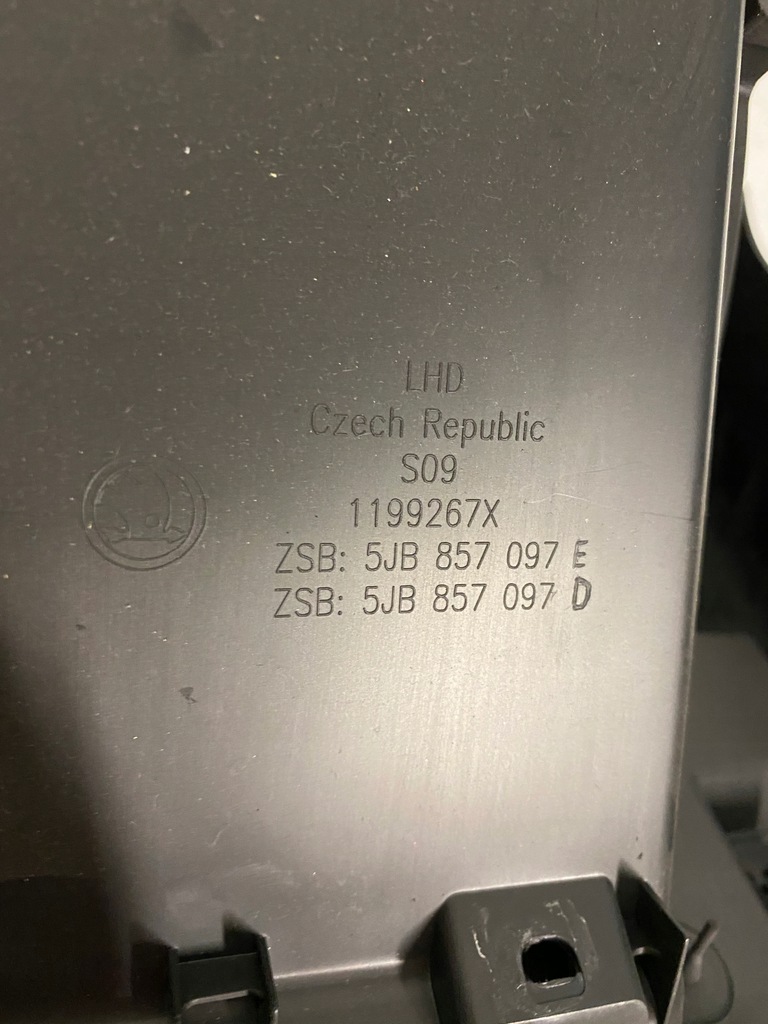 LHD
Czech Republic
S09
1199267X
ZSB: 5JB 857 097 E
ZSB: 5JB 857 097 D